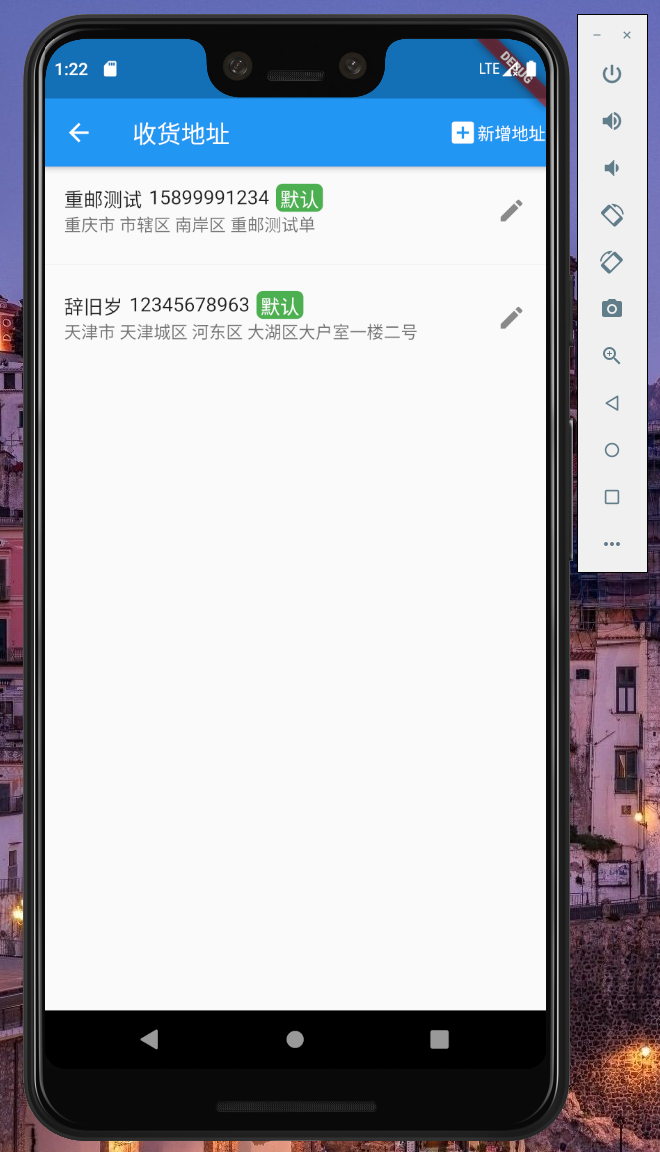 1:22 LTE DEBUG
收货地址 新增地址
重邮测试 15899991234 默认
重庆市 市辖区 南岸区 重邮测试单
辞旧岁 12345678963 默认
天津市 天津城区 河东区 大湖区大户室一楼二号